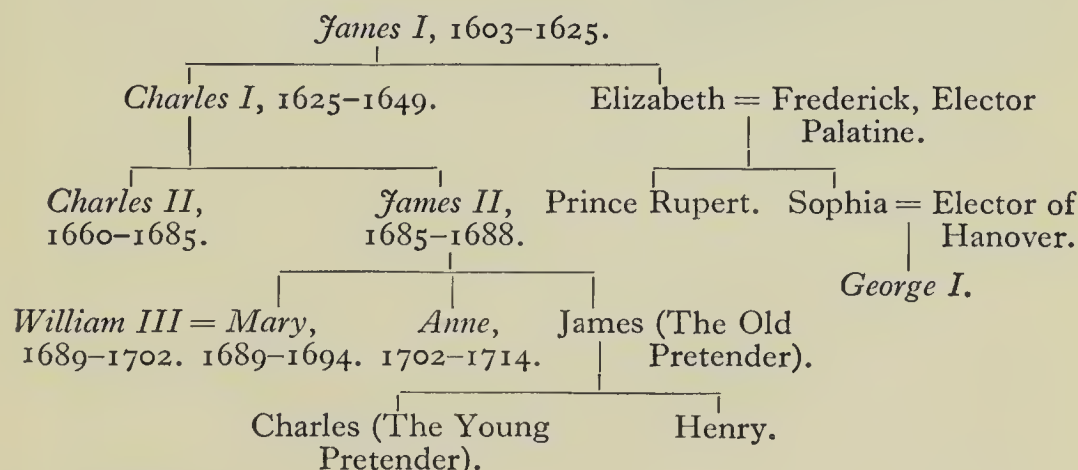 James I, 1603–1625.
Charles I, 1625–1649. Elizabeth = Frederick, Elector
Palatine.
Charles II, James II, Prince Rupert. Sophia = Elector of
1660–1685. 1685–1688. Hanover.
George I.
William III = Mary, Anne, James (The Old
1689–1702. 1689–1694. 1702–1714. Pretender).
Charles (The Young Henry.
Pretender).